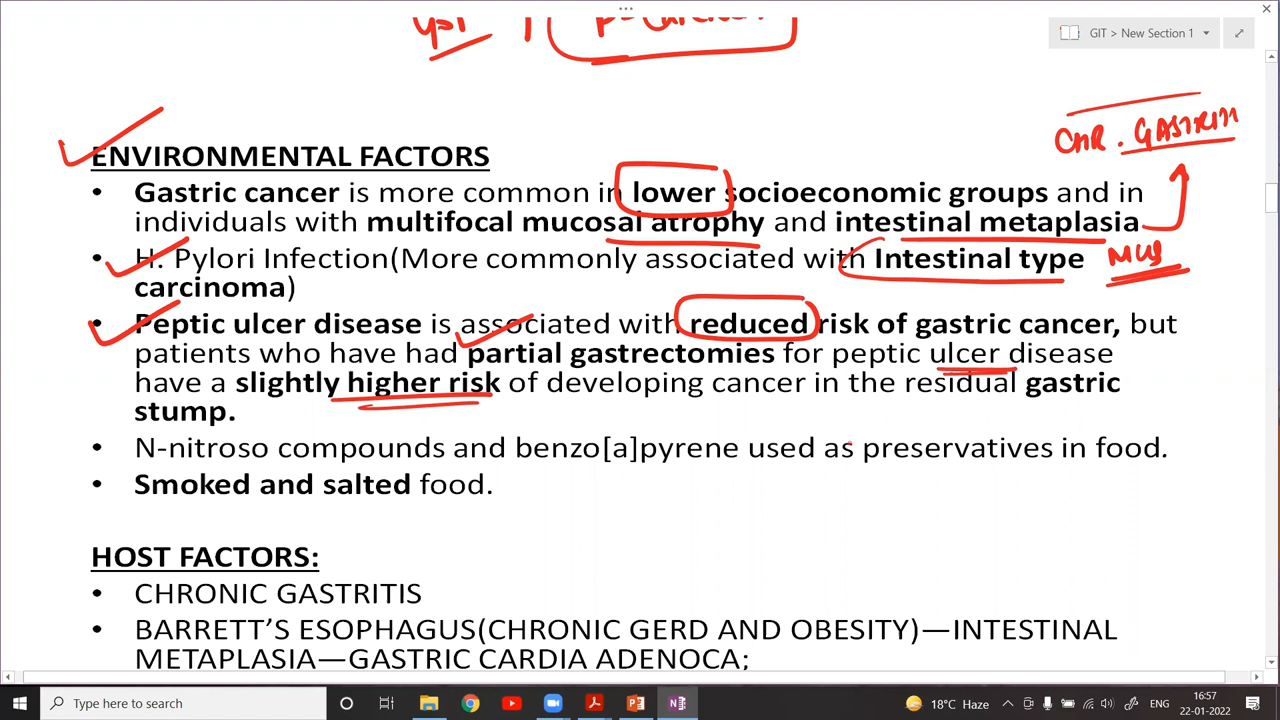 GIT > New Section 1
CHR. GASTRITI
ENVIRONMENTAL FACTORS
• Gastric cancer is more common in lower socioeconomic groups and in
individuals with multifocal mucosal atrophy and intestinal metaplasia
• H. Pylori Infection(More commonly associated with Intestinal type
carcinoma)
• Peptic ulcer disease is associated with reduced risk of gastric cancer, but
patients who have had partial gastrectomies for peptic ulcer disease
have a slightly higher risk of developing cancer in the residual gastric
stump.
• N-nitroso compounds and benzo[a]pyrene used as preservatives in food.
• Smoked and salted food.
HOST FACTORS:
• CHRONIC GASTRITIS
• BARRETT’S ESOPHAGUS(CHRONIC GERD AND OBESITY)—INTESTINAL
METAPLASIA—GASTRIC CARDIA ADENOCA;
Type here to search
18°C Haze
ENG
16:57
22-01-2022